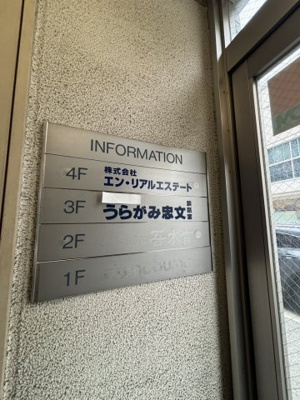 INFORMATION
4F 株式会社
エン・リアルエステート
3F うらがみ忠文
2F
1F